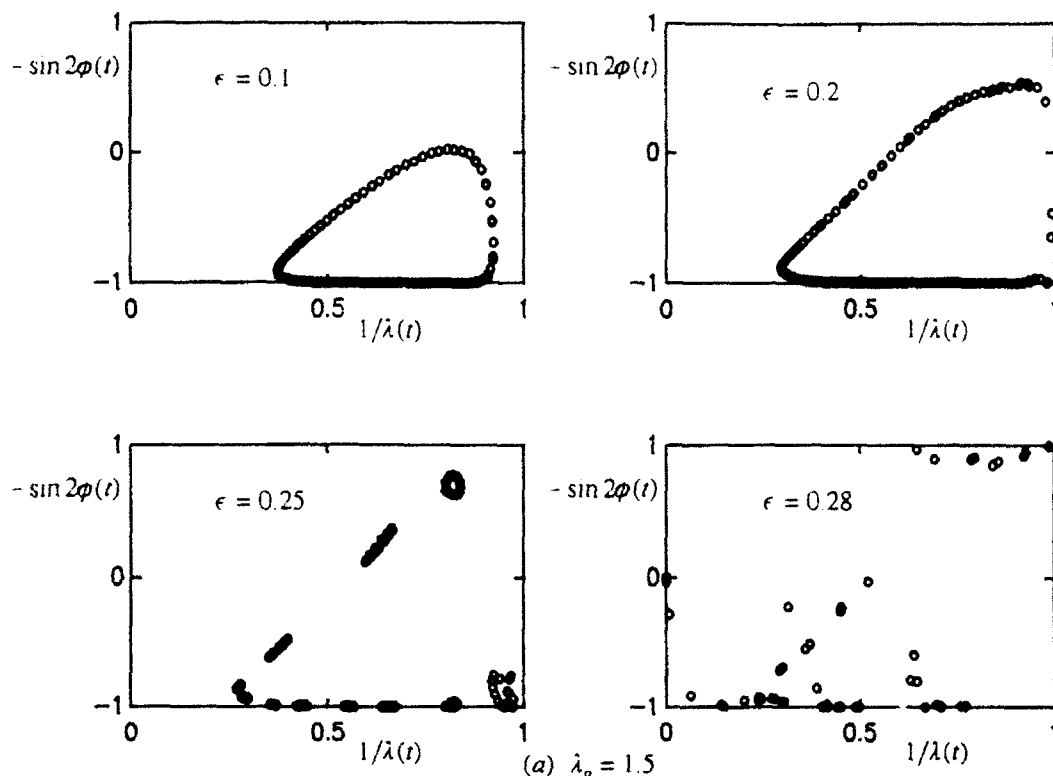 1 1
− sin 2ϕ(t) − sin 2ϕ(t)
ϵ = 0.1 ϵ = 0.2
0 0
−1 −1
0 0.5 1 0 0.5 1
1/λ(t) 1/λ(t)
1 1
− sin 2ϕ(t) − sin 2ϕ(t)
ϵ = 0.25 ϵ = 0.28
0 0
−1 −1
0 0.5 1 0 0.5 1
1/λ(t) 1/λ(t)
(a) λ₀ = 1.5